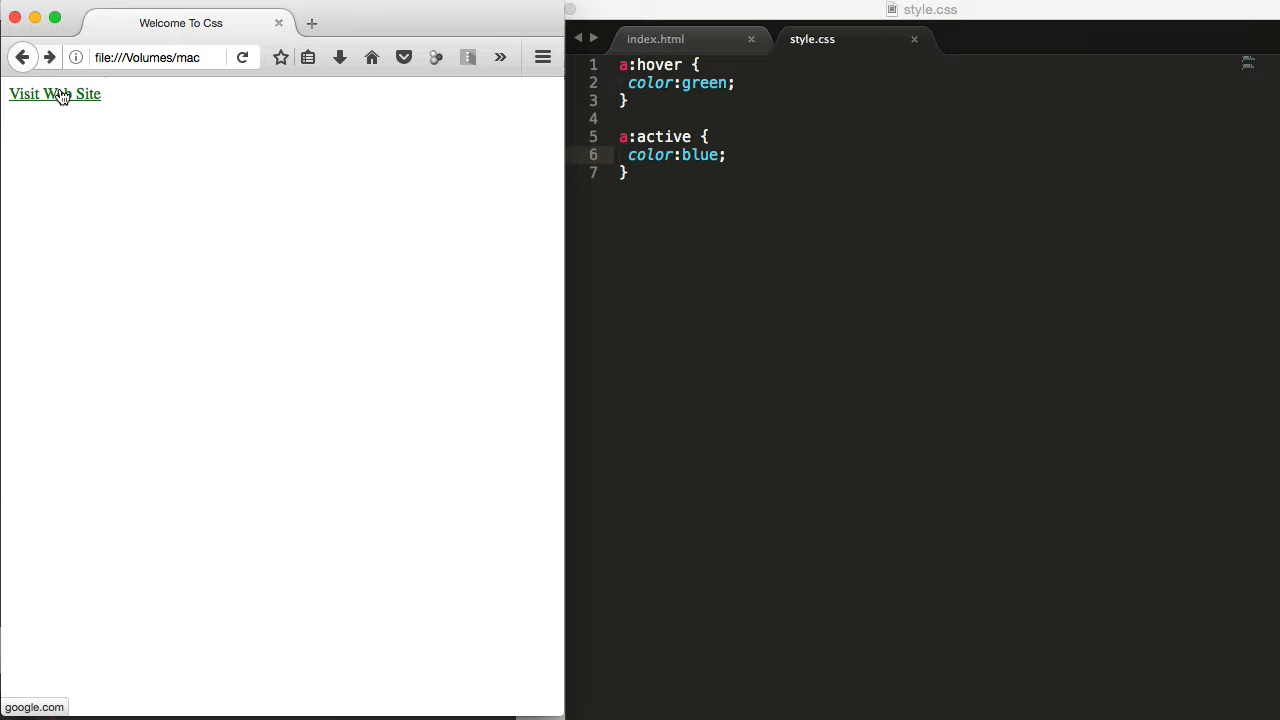 Welcome To Css
file:///Volumes/mac
Visit Web Site
google.com
style.css
index.html
style.css
1 a:hover {
2 color:green;
3 }
4
5 a:active {
6 color:blue;
7 }